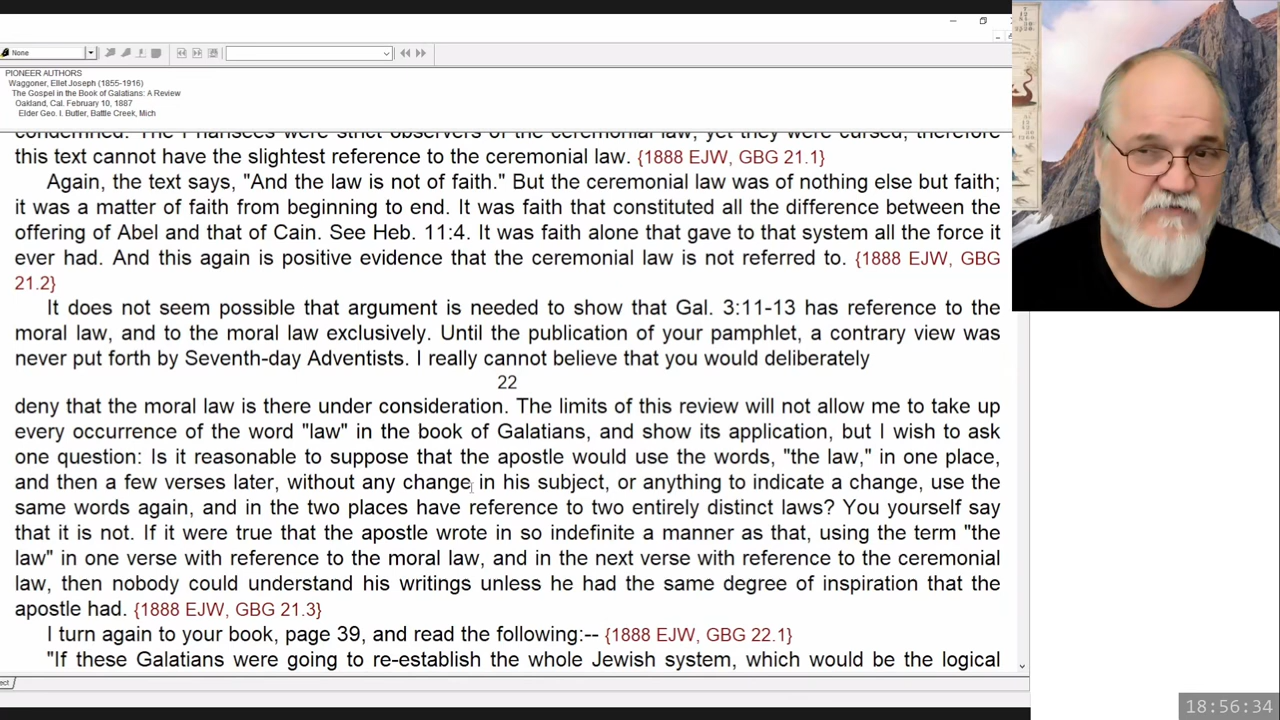 None
PIONEER AUTHORS
Waggoner, Ellet Joseph (1855-1916)
The Gospel in the Book of Galatians: A Review
Oakland, Cal. February 10, 1887
Elder Geo. I. Butler, Battle Creek, Mich
condemned. The Pharisees were strict observers of the ceremonial law, yet they were cursed; therefore
this text cannot have the slightest reference to the ceremonial law. {1888 EJW, GBG 21.1}
Again, the text says, "And the law is not of faith." But the ceremonial law was of nothing else but faith;
it was a matter of faith from beginning to end. It was faith that constituted all the difference between the
offering of Abel and that of Cain. See Heb. 11:4. It was faith alone that gave to that system all the force it
ever had. And this again is positive evidence that the ceremonial law is not referred to. {1888 EJW, GBG
21.2}
It does not seem possible that argument is needed to show that Gal. 3:11-13 has reference to the
moral law, and to the moral law exclusively. Until the publication of your pamphlet, a contrary view was
never put forth by Seventh-day Adventists. I really cannot believe that you would deliberately
22
deny that the moral law is there under consideration. The limits of this review will not allow me to take up
every occurrence of the word "law" in the book of Galatians, and show its application, but I wish to ask
one question: Is it reasonable to suppose that the apostle would use the words, "the law," in one place,
and then a few verses later, without any change in his subject, or anything to indicate a change, use the
same words again, and in the two places have reference to two entirely distinct laws? You yourself say
that it is not. If it were true that the apostle wrote in so indefinite a manner as that, using the term "the
law" in one verse with reference to the moral law, and in the next verse with reference to the ceremonial
law, then nobody could understand his writings unless he had the same degree of inspiration that the
apostle had. {1888 EJW, GBG 21.3}
I turn again to your book, page 39, and read the following:-- {1888 EJW, GBG 22.1}
"If these Galatians were going to re-establish the whole Jewish system, which would be the logical
ect
18:56:34